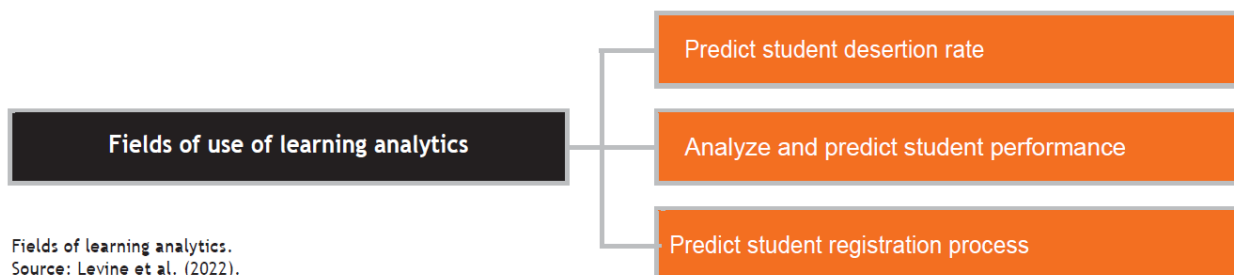 Predict student desertion rate
Fields of use of learning analytics
Analyze and predict student performance
Predict student registration process
Fields of learning analytics.
Source: Levine et al. (2022).